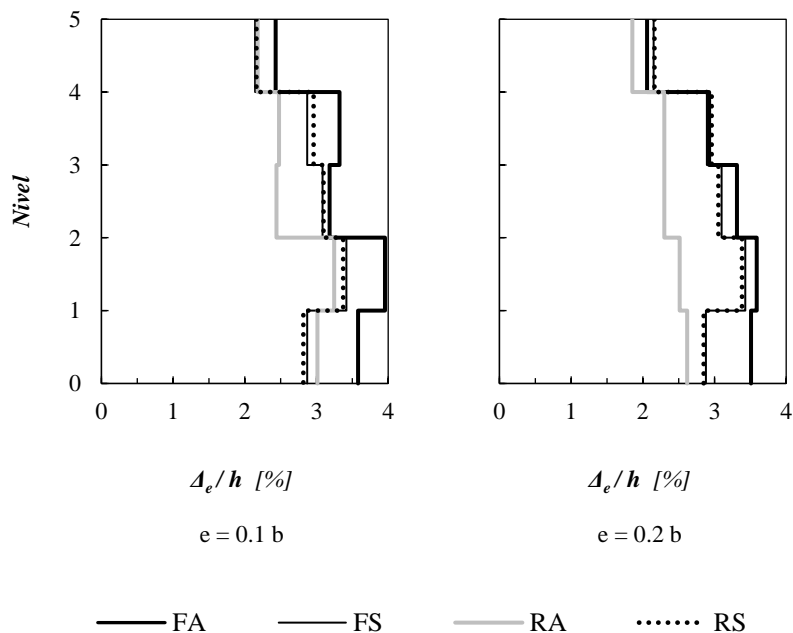 5
4
3
2
1
0
Nivel
0 1 2 3 4
0 1 2 3 4
Δe / h [%]
Δe / h [%]
e = 0.1 b
e = 0.2 b
FA FS RA RS